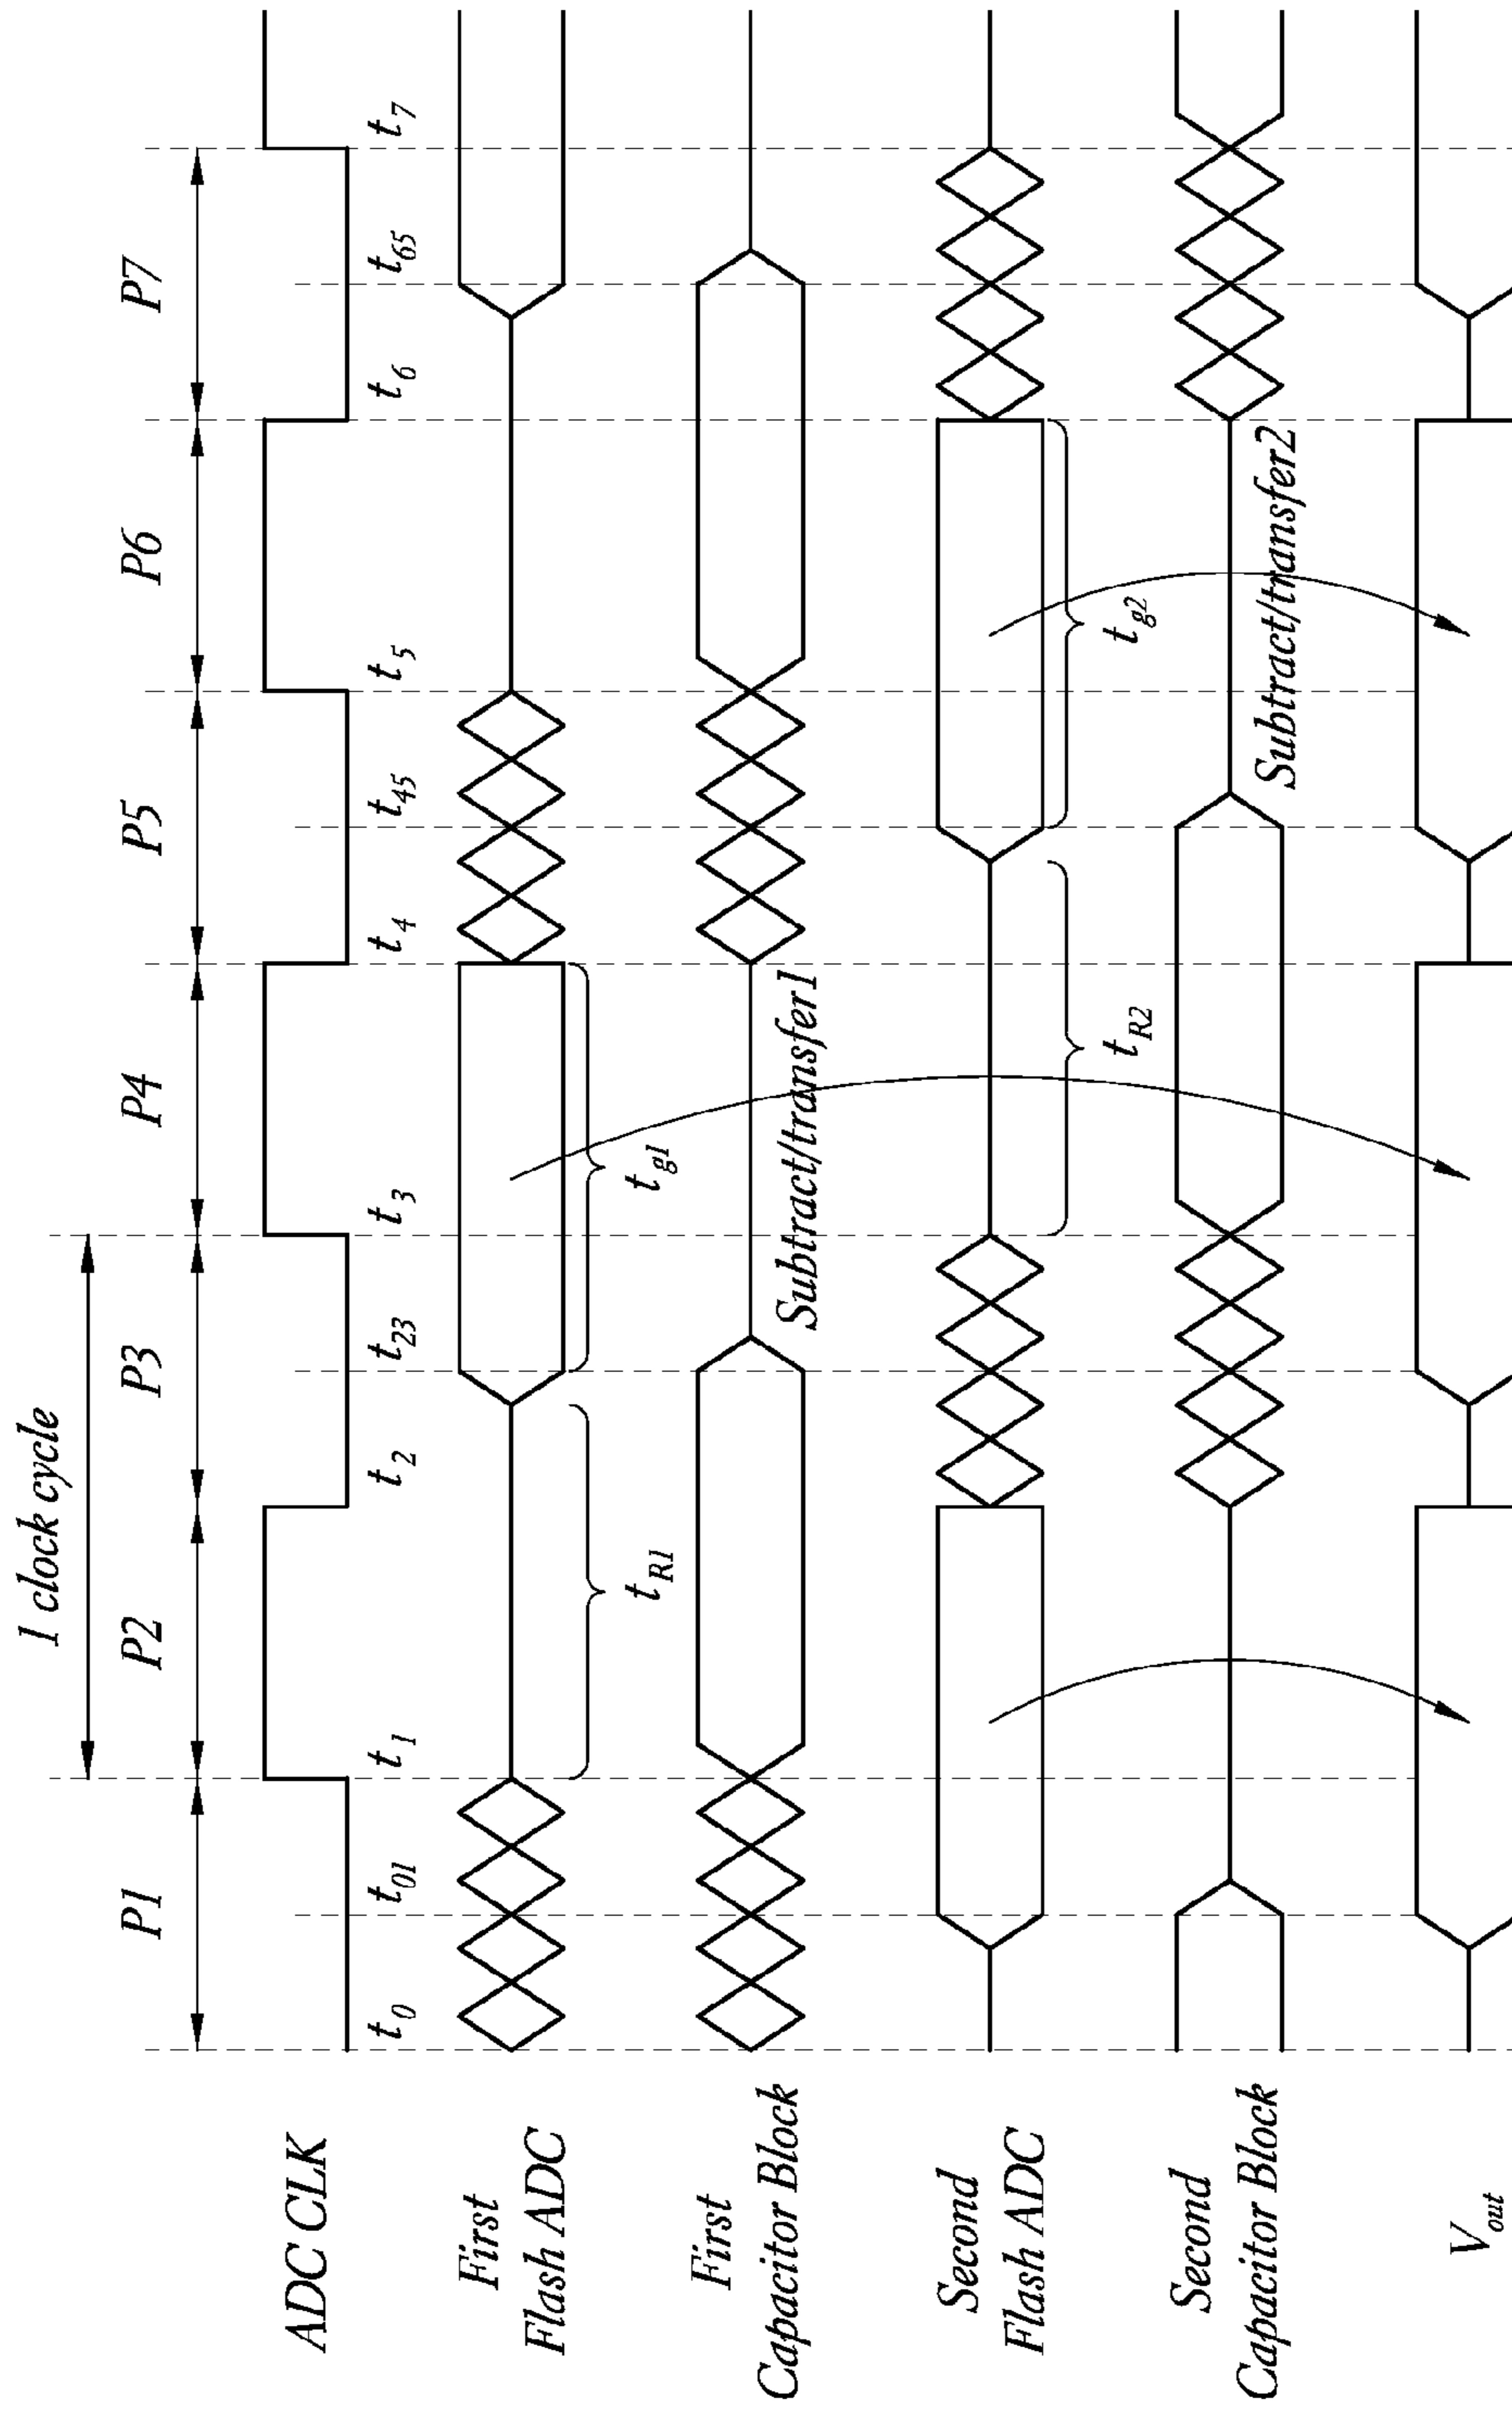 1 clock cycle
P1 P2 P3 P4 P5 P6 P7
ADC CLK
t0 t01 t1 t2 t23 t3 t4 t45 t5 t6 t65 t7
First
Flash ADC
tR1 tg1
First
Capacitor Block
Subtract/transfer1
Second
Flash ADC
tR2 tg2
Second
Capacitor Block
Subtract/transfer2
Vout